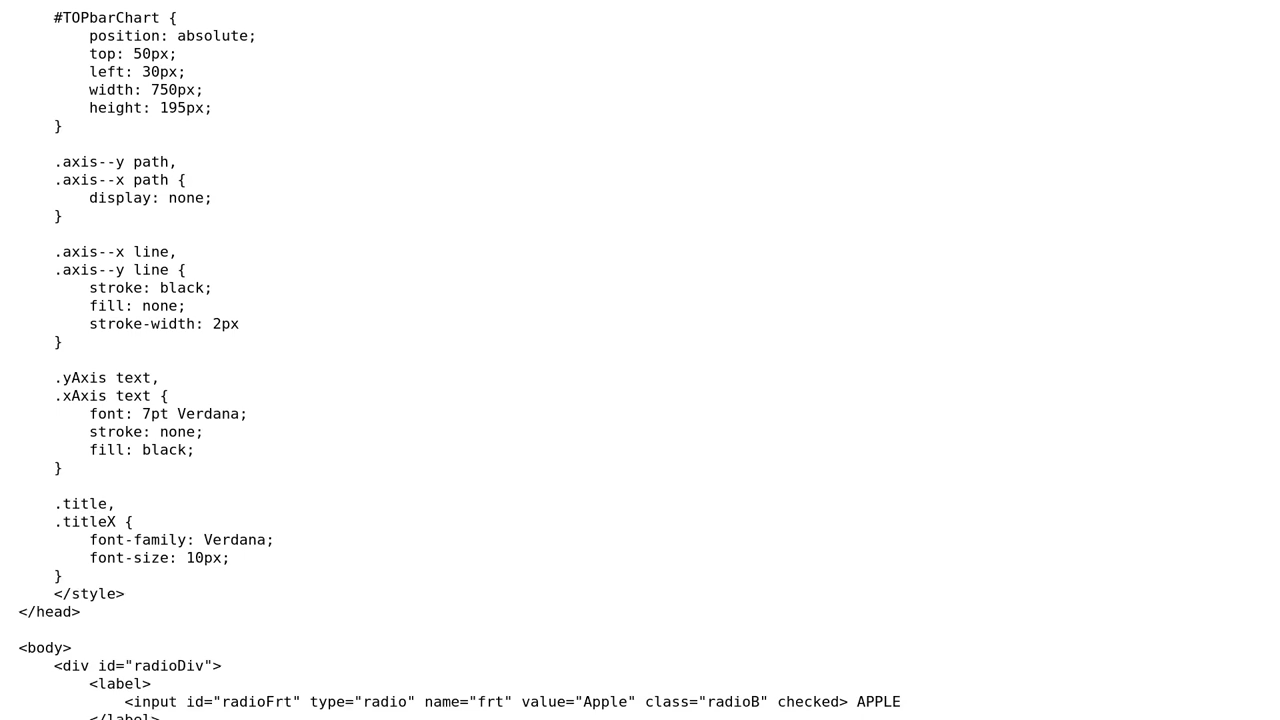 #TOPbarChart {
position: absolute;
top: 50px;
left: 30px;
width: 750px;
height: 195px;
}
.axis--y path,
.axis--x path {
display: none;
}
.axis--x line,
.axis--y line {
stroke: black;
fill: none;
stroke-width: 2px
}
.yAxis text,
.xAxis text {
font: 7pt Verdana;
stroke: none;
fill: black;
}
.title,
.titleX {
font-family: Verdana;
font-size: 10px;
}
</style>
</head>
<body>
<div id="radioDiv">
<label>
<input id="radioFrt" type="radio" name="frt" value="Apple" class="radioB" checked> APPLE
</label>